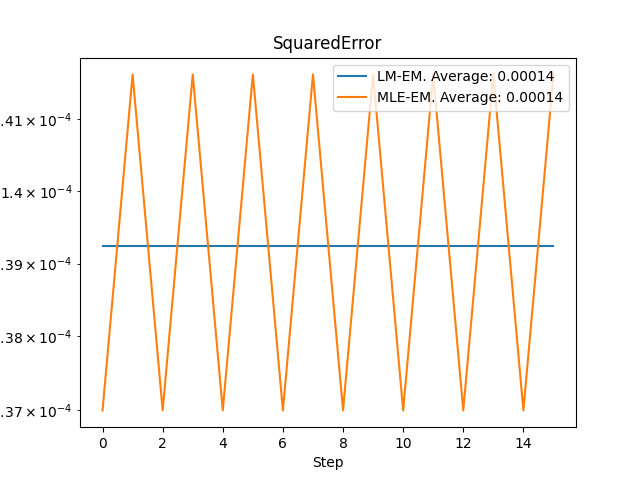 SquaredError
LM-EM. Average: 0.00014
MLE-EM. Average: 0.00014
.41 × 10⁻⁴
1.4 × 10⁻⁴
.39 × 10⁻⁴
.38 × 10⁻⁴
.37 × 10⁻⁴
0 2 4 6 8 10 12 14
Step